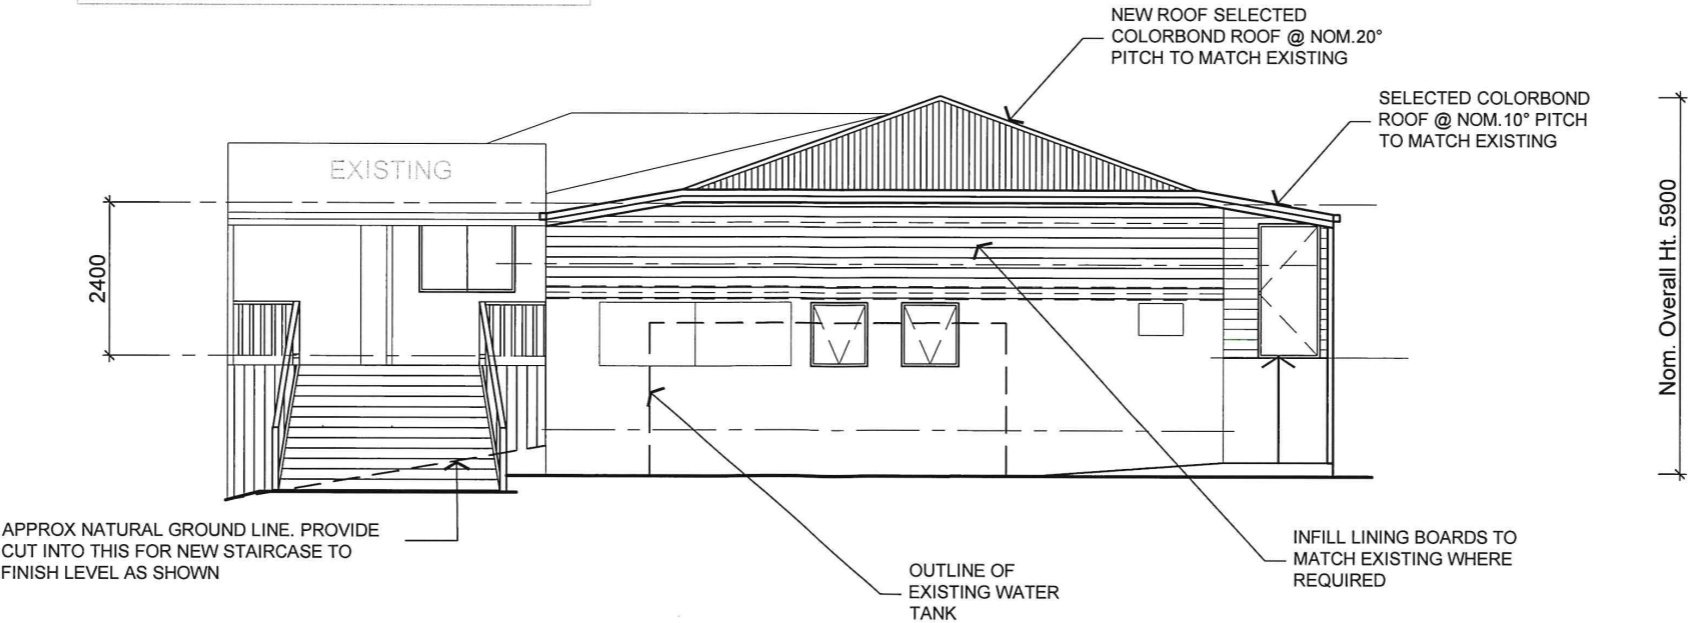 NEW ROOF SELECTED
COLORBOND ROOF @ NOM.20°
PITCH TO MATCH EXISTING
SELECTED COLORBOND
ROOF @ NOM.10° PITCH
TO MATCH EXISTING
EXISTING
2400
Nom. Overall Ht. 5900
APPROX NATURAL GROUND LINE. PROVIDE
CUT INTO THIS FOR NEW STAIRCASE TO
FINISH LEVEL AS SHOWN
OUTLINE OF
EXISTING WATER
TANK
INFILL LINING BOARDS TO
MATCH EXISTING WHERE
REQUIRED